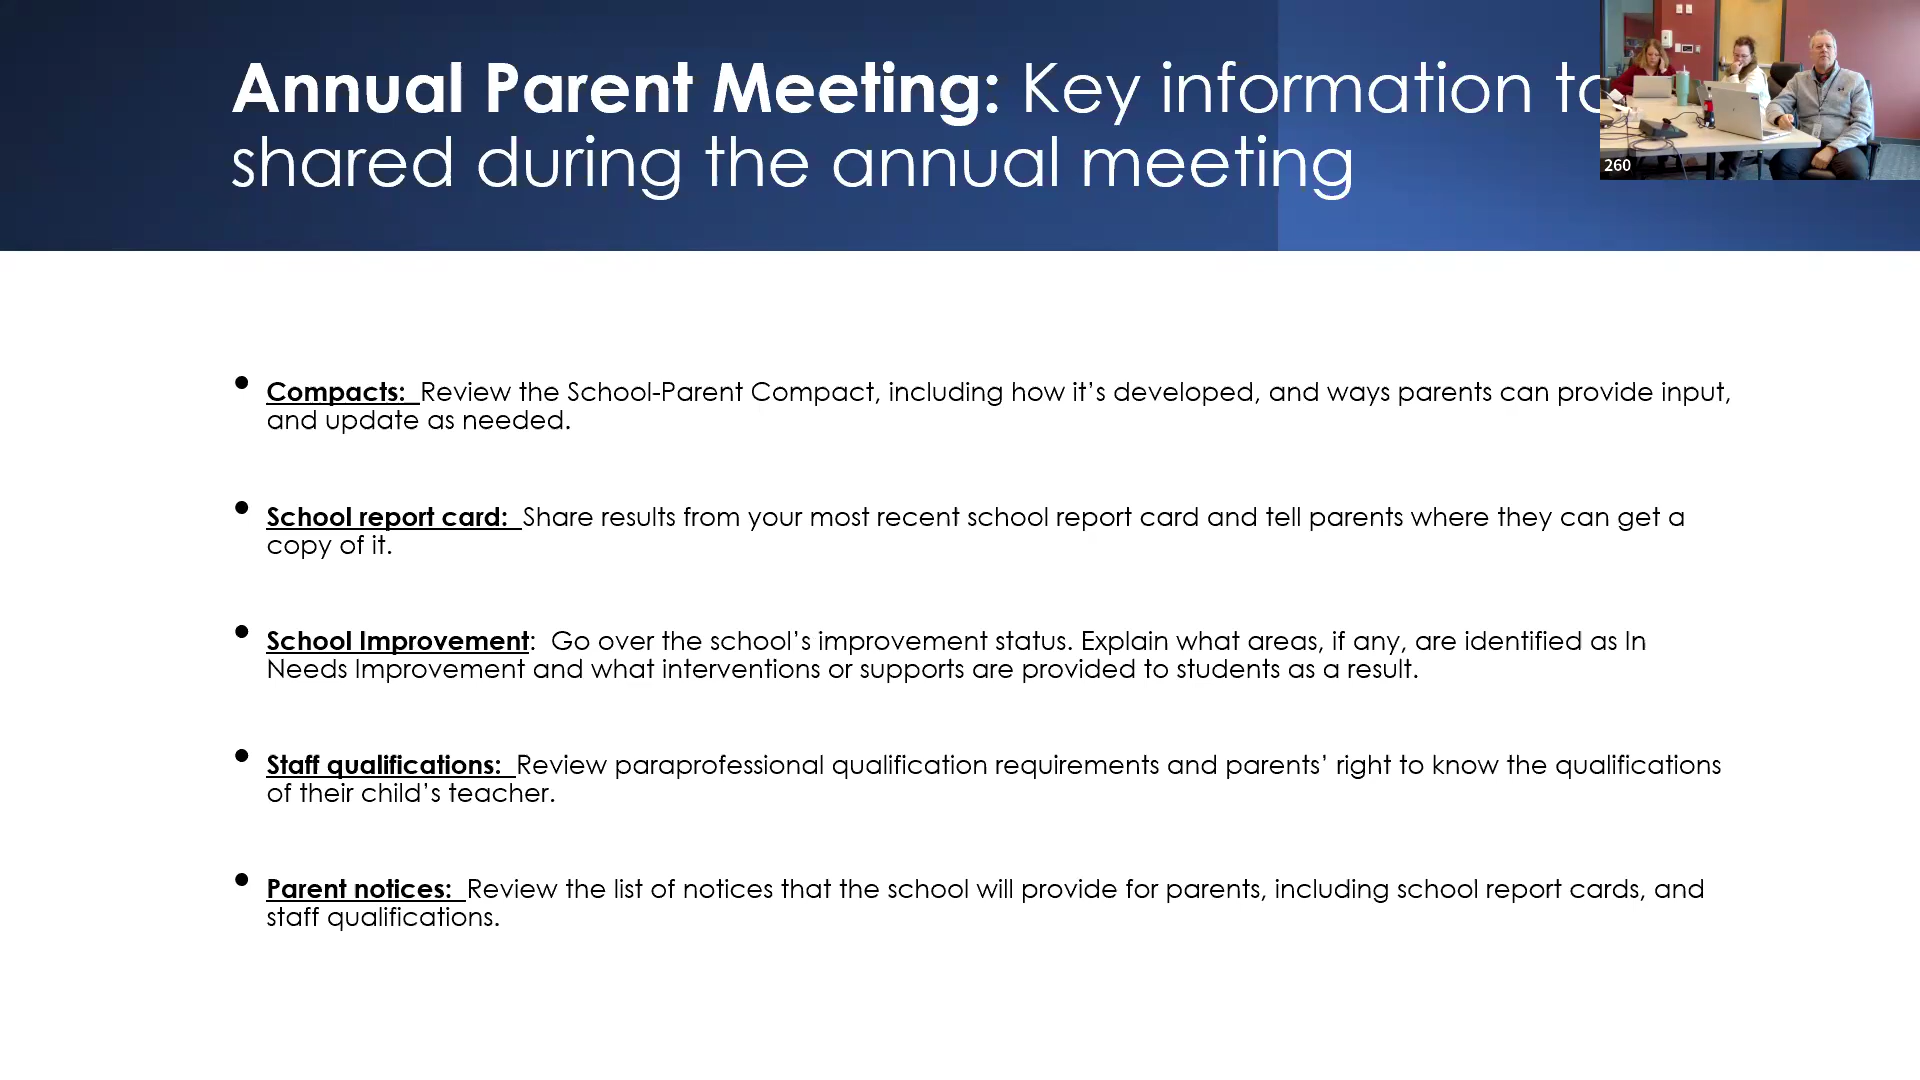 Annual Parent Meeting: Key information to
shared during the annual meeting
260
• Compacts: Review the School-Parent Compact, including how it’s developed, and ways parents can provide input,
and update as needed.
• School report card: Share results from your most recent school report card and tell parents where they can get a
copy of it.
• School Improvement: Go over the school’s improvement status. Explain what areas, if any, are identified as In
Needs Improvement and what interventions or supports are provided to students as a result.
• Staff qualifications: Review paraprofessional qualification requirements and parents’ right to know the qualifications
of their child’s teacher.
• Parent notices: Review the list of notices that the school will provide for parents, including school report cards, and
staff qualifications.